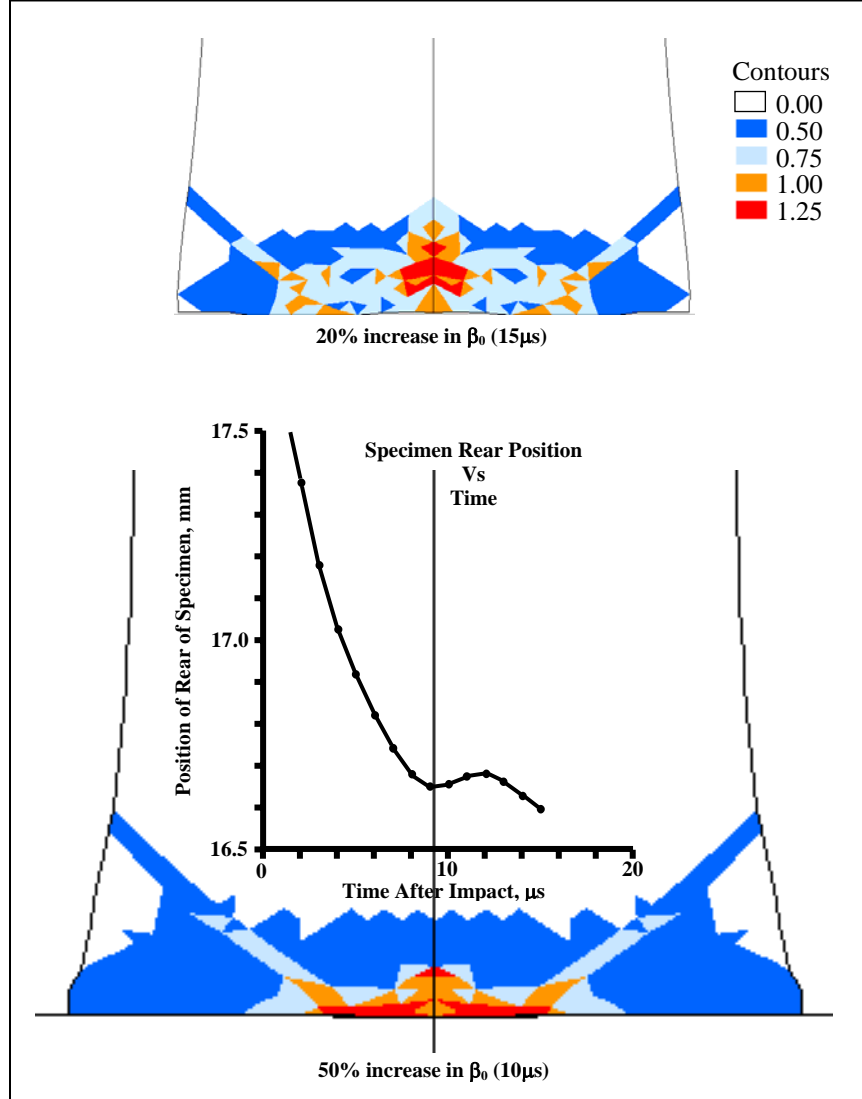 Contours
0.00
0.50
0.75
1.00
1.25
20% increase in β₀ (15μs)
17.5
Specimen Rear Position
Vs
Time
Position of Rear of Specimen, mm
17.0
16.5
0
10
20
Time After Impact, μs
50% increase in β₀ (10μs)